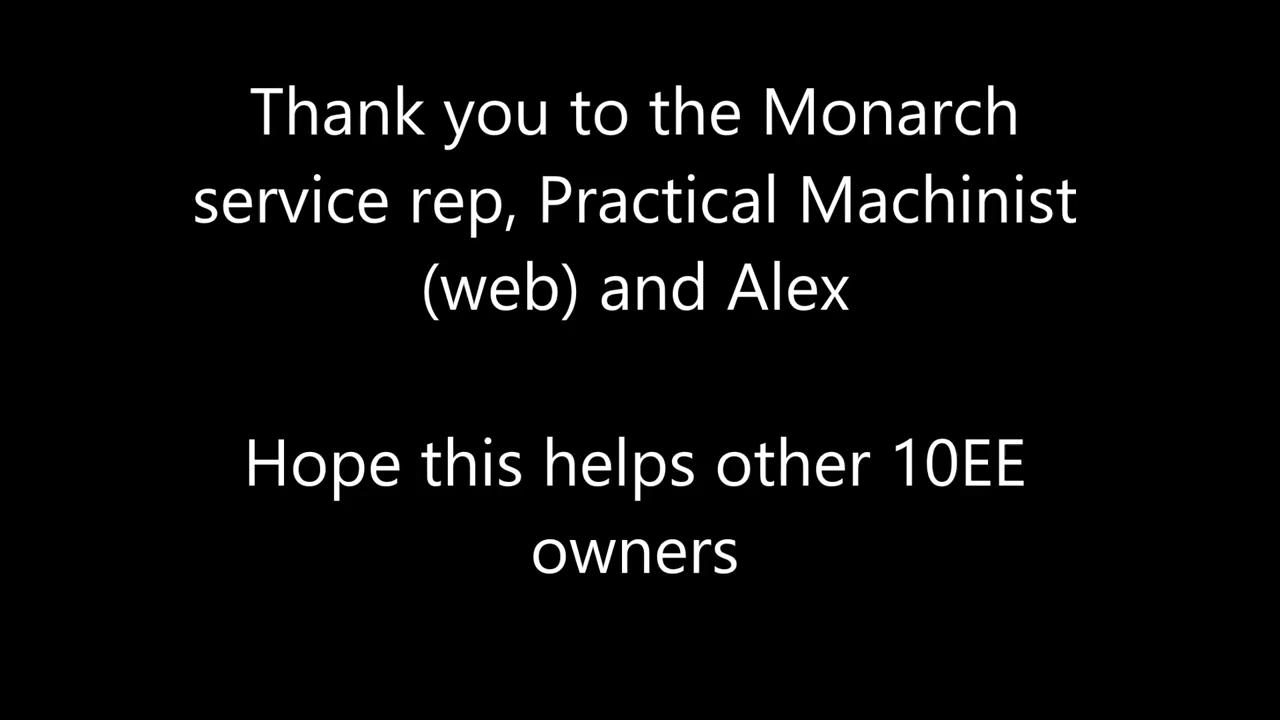 Thank you to the Monarch
service rep, Practical Machinist
(web) and Alex
Hope this helps other 10EE
owners